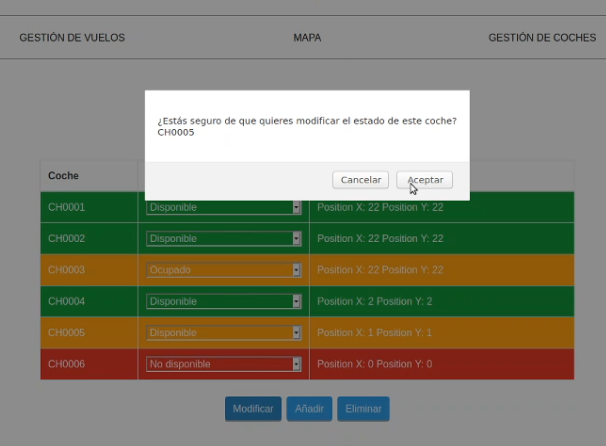 GESTIÓN DE VUELOS MAPA GESTIÓN DE COCHES
¿Estás seguro de que quieres modificar el estado de este coche?
CH0005
Cancelar Aceptar
Coche
CH0001 Disponible Position X: 22 Position Y: 22
CH0002 Disponible Position X: 22 Position Y: 22
CH0003 Ocupado Position X: 22 Position Y: 22
CH0004 Disponible Position X: 2 Position Y: 2
CH0005 Disponible Position X: 1 Position Y: 1
CH0006 No disponible Position X: 0 Position Y: 0
Modificar Añadir Eliminar